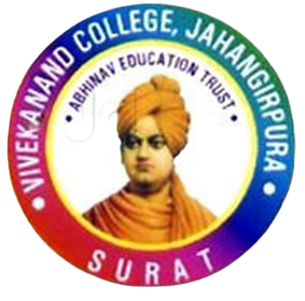 • VIVEKANAND COLLEGE, JAHANGIRPURA •
• ABHINAV EDUCATION TRUST •
SURAT